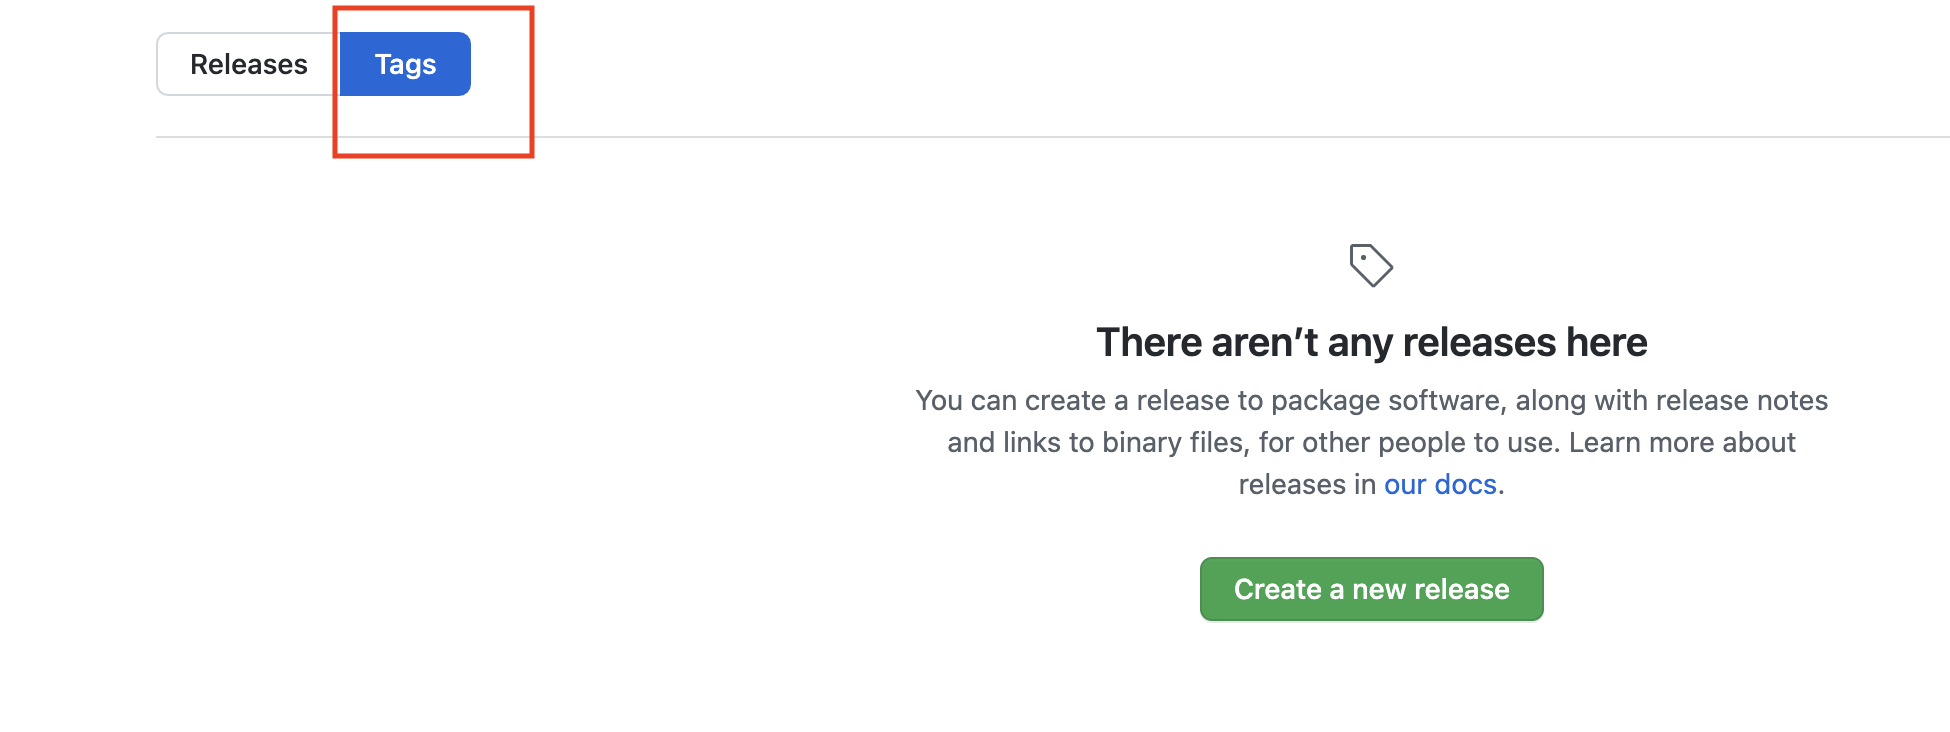 Releases Tags
There aren’t any releases here
You can create a release to package software, along with release notes
and links to binary files, for other people to use. Learn more about
releases in our docs.
Create a new release